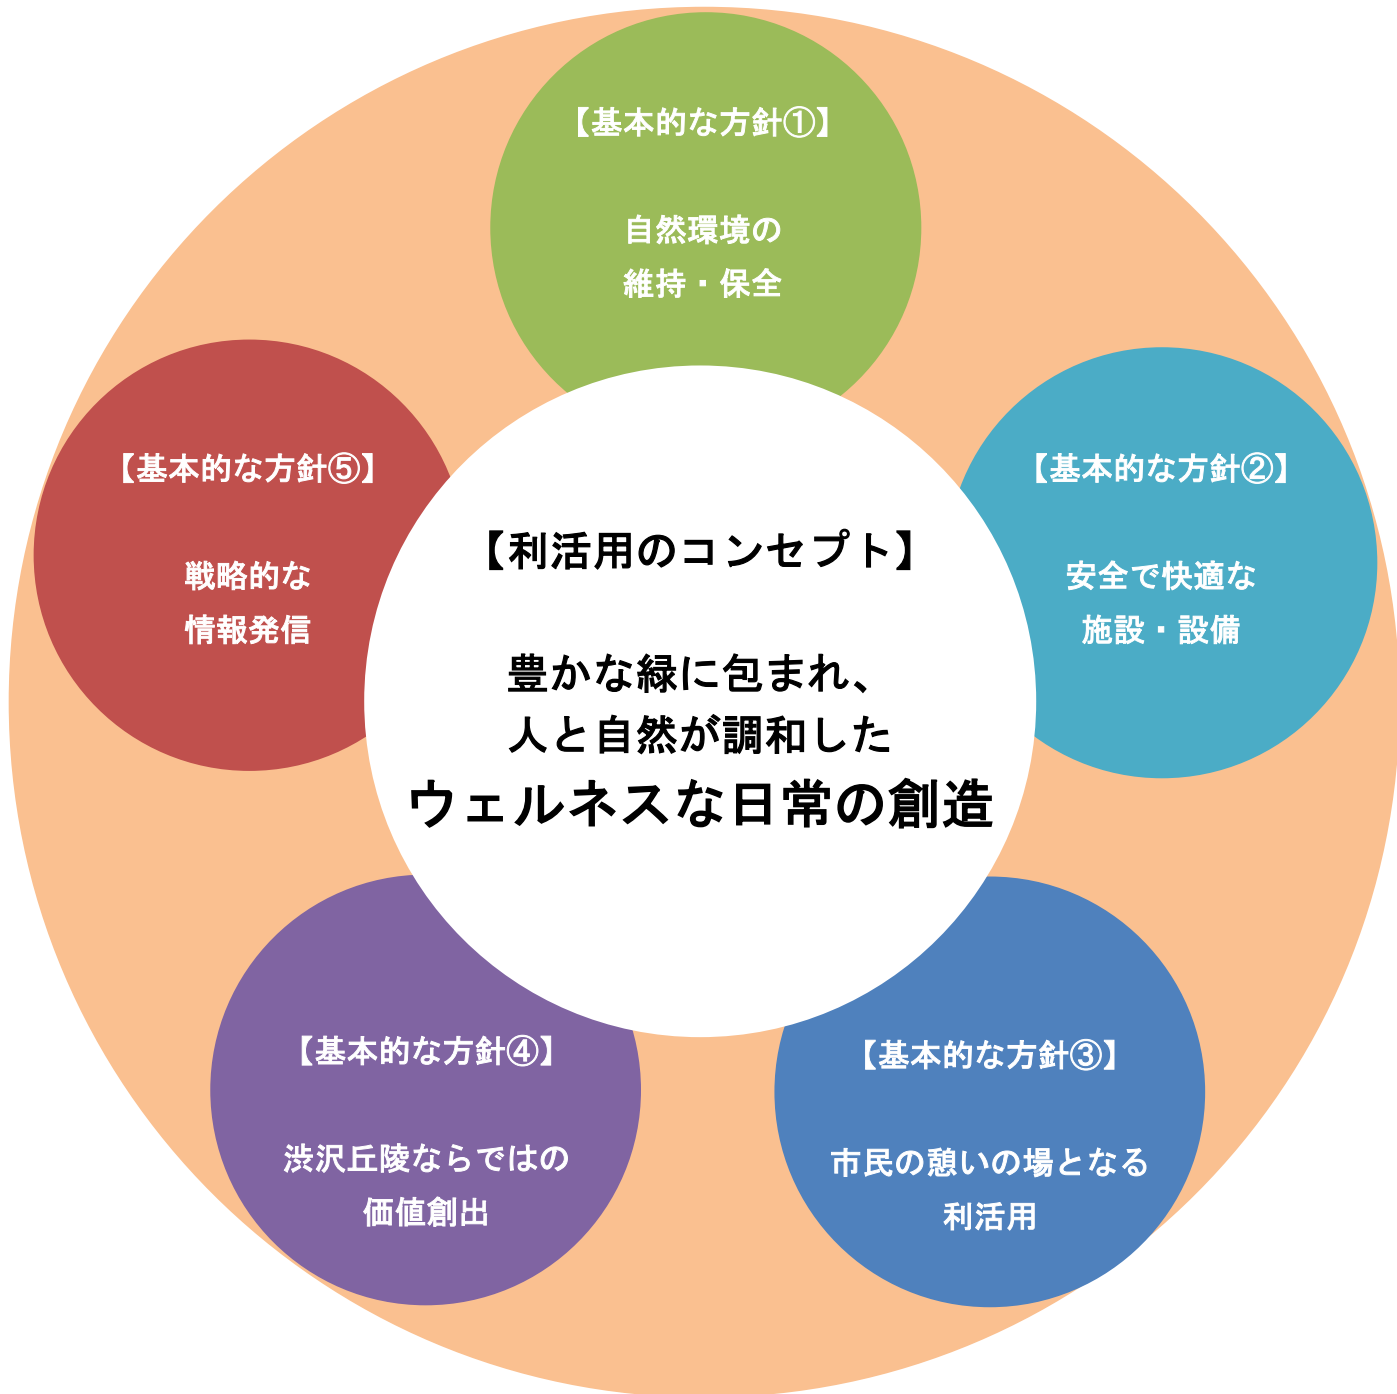 【基本的な方針①】
自然環境の
維持・保全
【基本的な方針②】
安全で快適な
施設・設備
【基本的な方針③】
市民の憩いの場となる
利活用
【基本的な方針④】
渋沢丘陵ならではの
価値創出
【基本的な方針⑤】
戦略的な
情報発信
【利活用のコンセプト】
豊かな緑に包まれ、
人と自然が調和した
ウェルネスな日常の創造